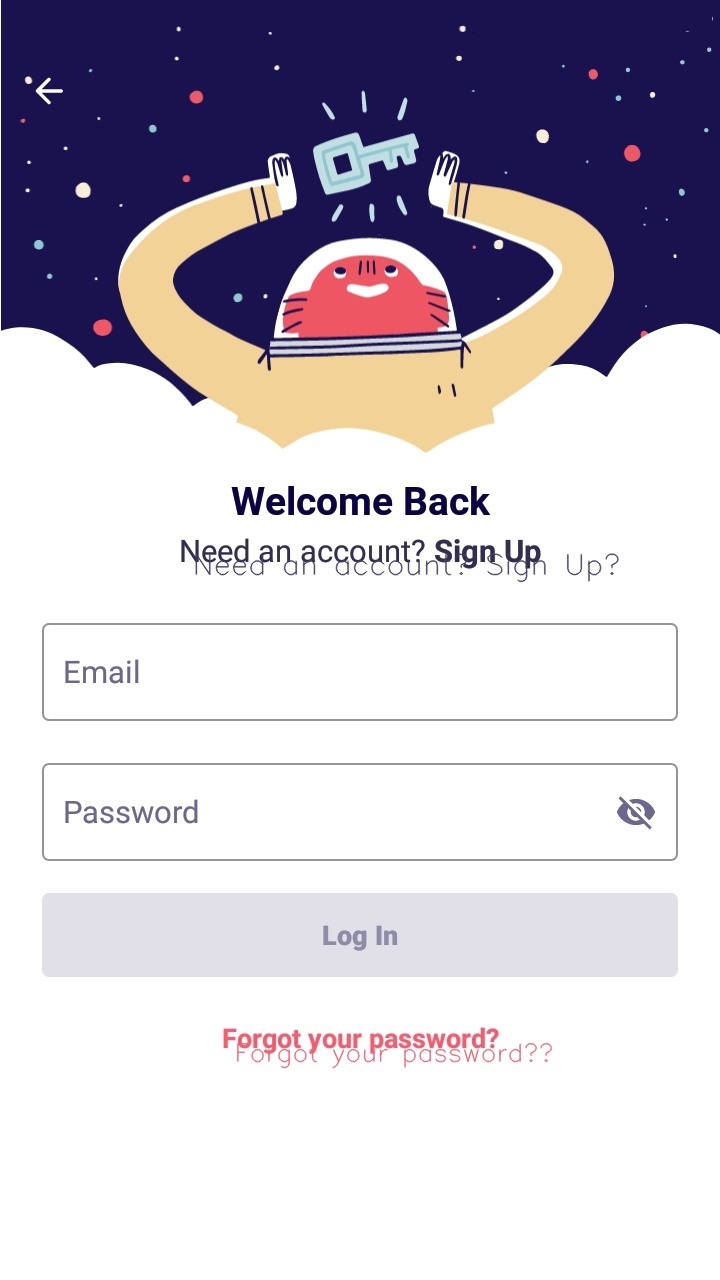 Welcome Back
Need an account? Sign Up
Need an account? Sign Up?
Email
Password
Log In
Forgot your password?
Forgot your password??